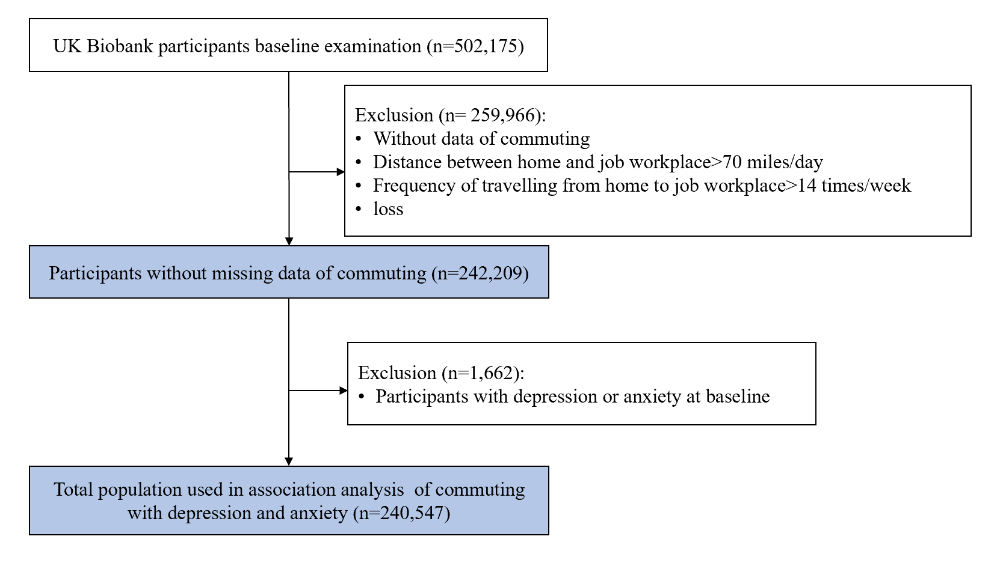 UK Biobank participants baseline examination (n=502,175)
Exclusion (n= 259,966):
• Without data of commuting
• Distance between home and job workplace>70 miles/day
• Frequency of travelling from home to job workplace>14 times/week
• loss
Participants without missing data of commuting (n=242,209)
Exclusion (n=1,662):
• Participants with depression or anxiety at baseline
Total population used in association analysis  of commuting
with depression and anxiety (n=240,547)